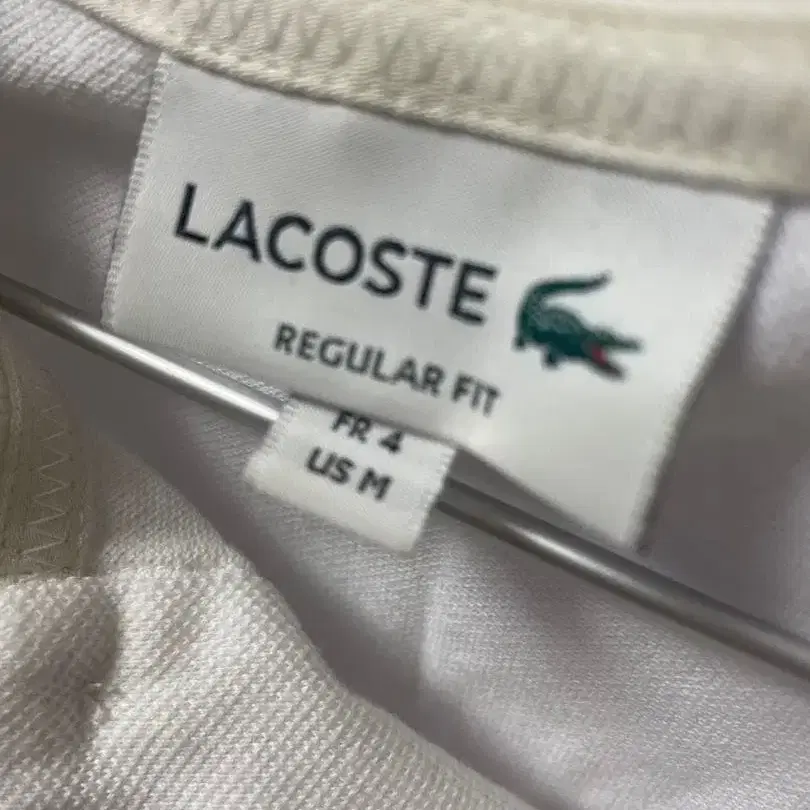 LACOSTE
REGULAR FIT
FR 4
US M